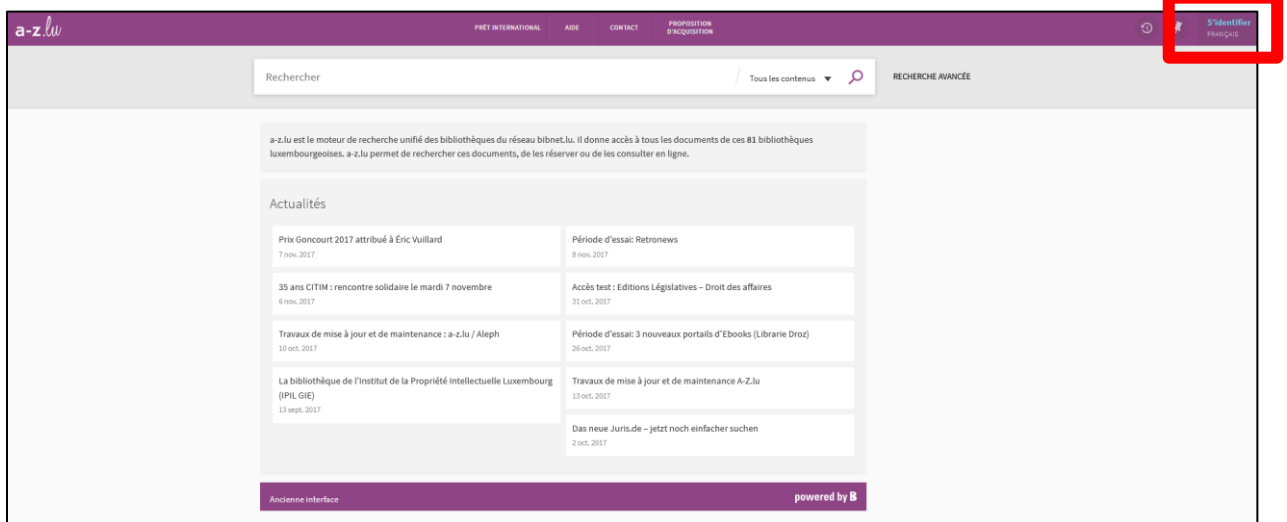 a-z.lu
PRÊT INTERNATIONAL
AIDE
CONTACT
PROPOSITION
D'ACQUISITION
S'identifier
FRANÇAIS
Rechercher
Tous les contenus
RECHERCHE AVANCÉE
a-z.lu est le moteur de recherche unifié des bibliothèques du réseau bibnet.lu. Il donne accès à tous les documents de ces 81 bibliothèques
luxembourgeoises. a-z.lu permet de rechercher ces documents, de les réserver ou de les consulter en ligne.
Actualités
Prix Goncourt 2017 attribué à Éric Vuillard
7 nov. 2017
35 ans CITIM : rencontre solidaire le mardi 7 novembre
6 nov. 2017
Travaux de mise à jour et de maintenance : a-z.lu / Aleph
10 oct. 2017
La bibliothèque de l'Institut de la Propriété Intellectuelle Luxembourg
(IPIL GIE)
13 sept. 2017
Période d'essai: Retronews
8 nov. 2017
Accès test : Editions Législatives – Droit des affaires
31 oct. 2017
Période d'essai: 3 nouveaux portails d'Ebooks (Librarie Droz)
26 oct. 2017
Travaux de mise à jour et de maintenance A-Z.lu
13 oct. 2017
Das neue Juris.de – jetzt noch einfacher suchen
2 oct. 2017
Ancienne interface
powered by B